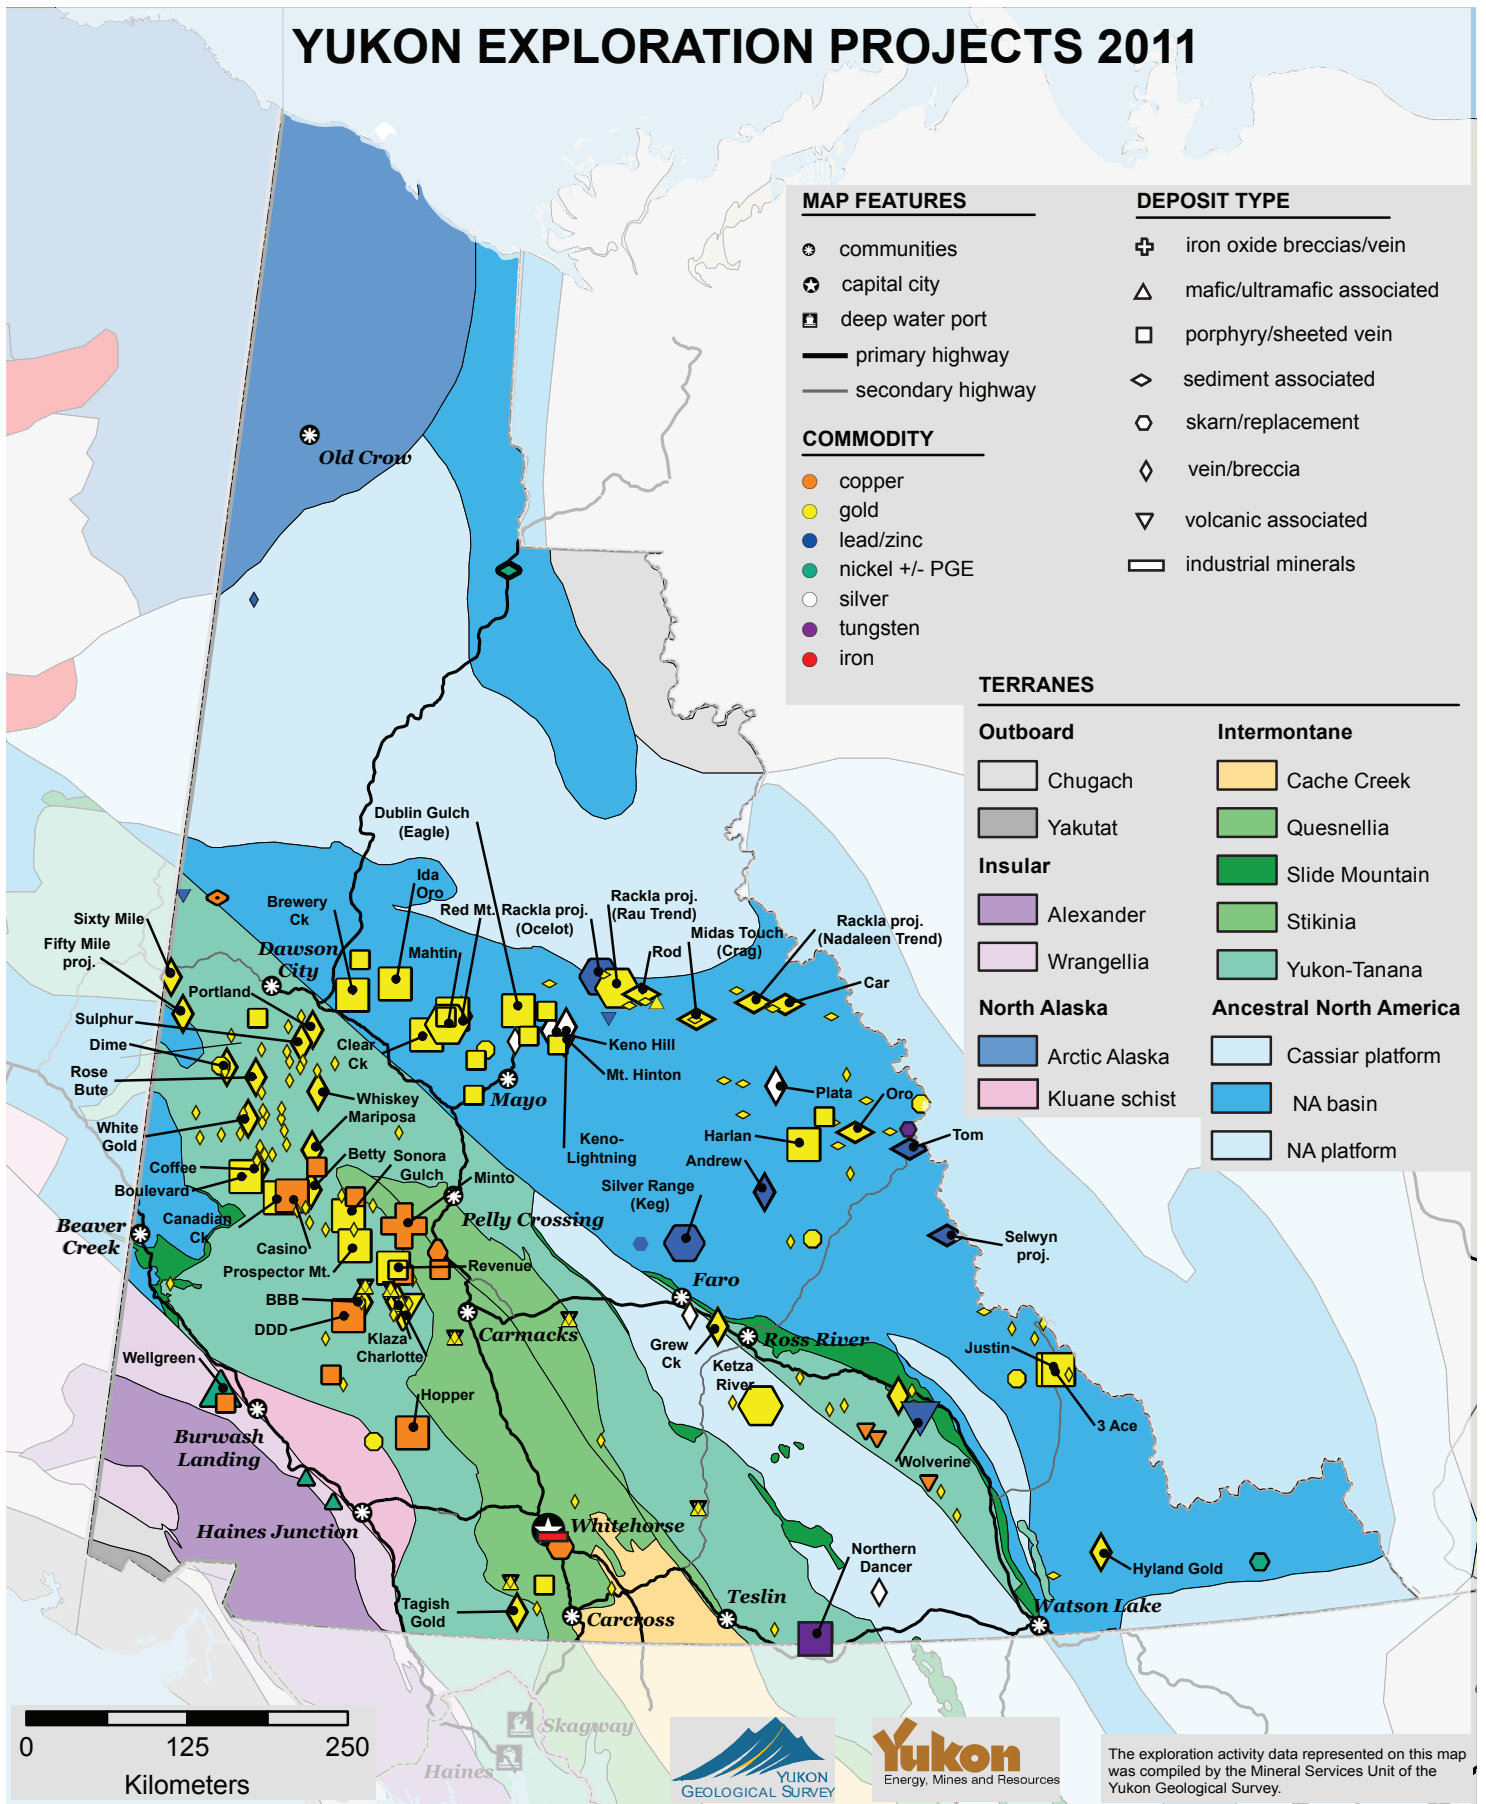 YUKON EXPLORATION PROJECTS 2011
MAP FEATURES
communities
capital city
deep water port
primary highway
secondary highway
COMMODITY
copper
gold
lead/zinc
nickel +/- PGE
silver
tungsten
iron
DEPOSIT TYPE
iron oxide breccias/vein
mafic/ultramafic associated
porphyry/sheeted vein
sediment associated
skarn/replacement
vein/breccia
volcanic associated
industrial minerals
TERRANES
Outboard
Chugach
Yakutat
Insular
Alexander
Wrangellia
North Alaska
Arctic Alaska
Kluane schist
Intermontane
Cache Creek
Quesnellia
Slide Mountain
Stikinia
Yukon-Tanana
Ancestral North America
Cassiar platform
NA basin
NA platform
Old Crow
Dublin Gulch
(Eagle)
Ida
Oro
Brewery
Ck
Red Mt.
Rackla proj.
(Ocelot)
Rackla proj.
(Rau Trend)
Midas Touch
(Crag)
Rackla proj.
(Nadaleen Trend)
Sixty Mile
Fifty Mile
proj.
Dawson
City
Mahtin
Rod
Car
Portland
Sulphur
Dime
Rose
Bute
Clear
Ck
Keno Hill
Mt. Hinton
Mayo
Whiskey
Mariposa
White
Gold
Keno-
Lightning
Plata
Oro
Harlan
Tom
Andrew
Coffee
Boulevard
Betty
Sonora
Gulch
Minto
Silver Range
(Keg)
Pelly Crossing
Beaver
Creek
Canadian
Ck
Casino
Prospector Mt.
Selwyn
proj.
Revenue
Faro
BBB
DDD
Klaza
Charlotte
Carmacks
Ross River
Grew
Ck
Ketza
River
Justin
Wellgreen
Hopper
3 Ace
Burwash
Landing
Wolverine
Haines Junction
Whitehorse
Northern
Dancer
Hyland Gold
Tagish
Gold
Carcross
Teslin
Watson Lake
Skagway
Haines
0 125 250
Kilometers
YUKON
GEOLOGICAL SURVEY
Yukon
Energy, Mines and Resources
The exploration activity data represented on this map
was compiled by the Mineral Services Unit of the
Yukon Geological Survey.